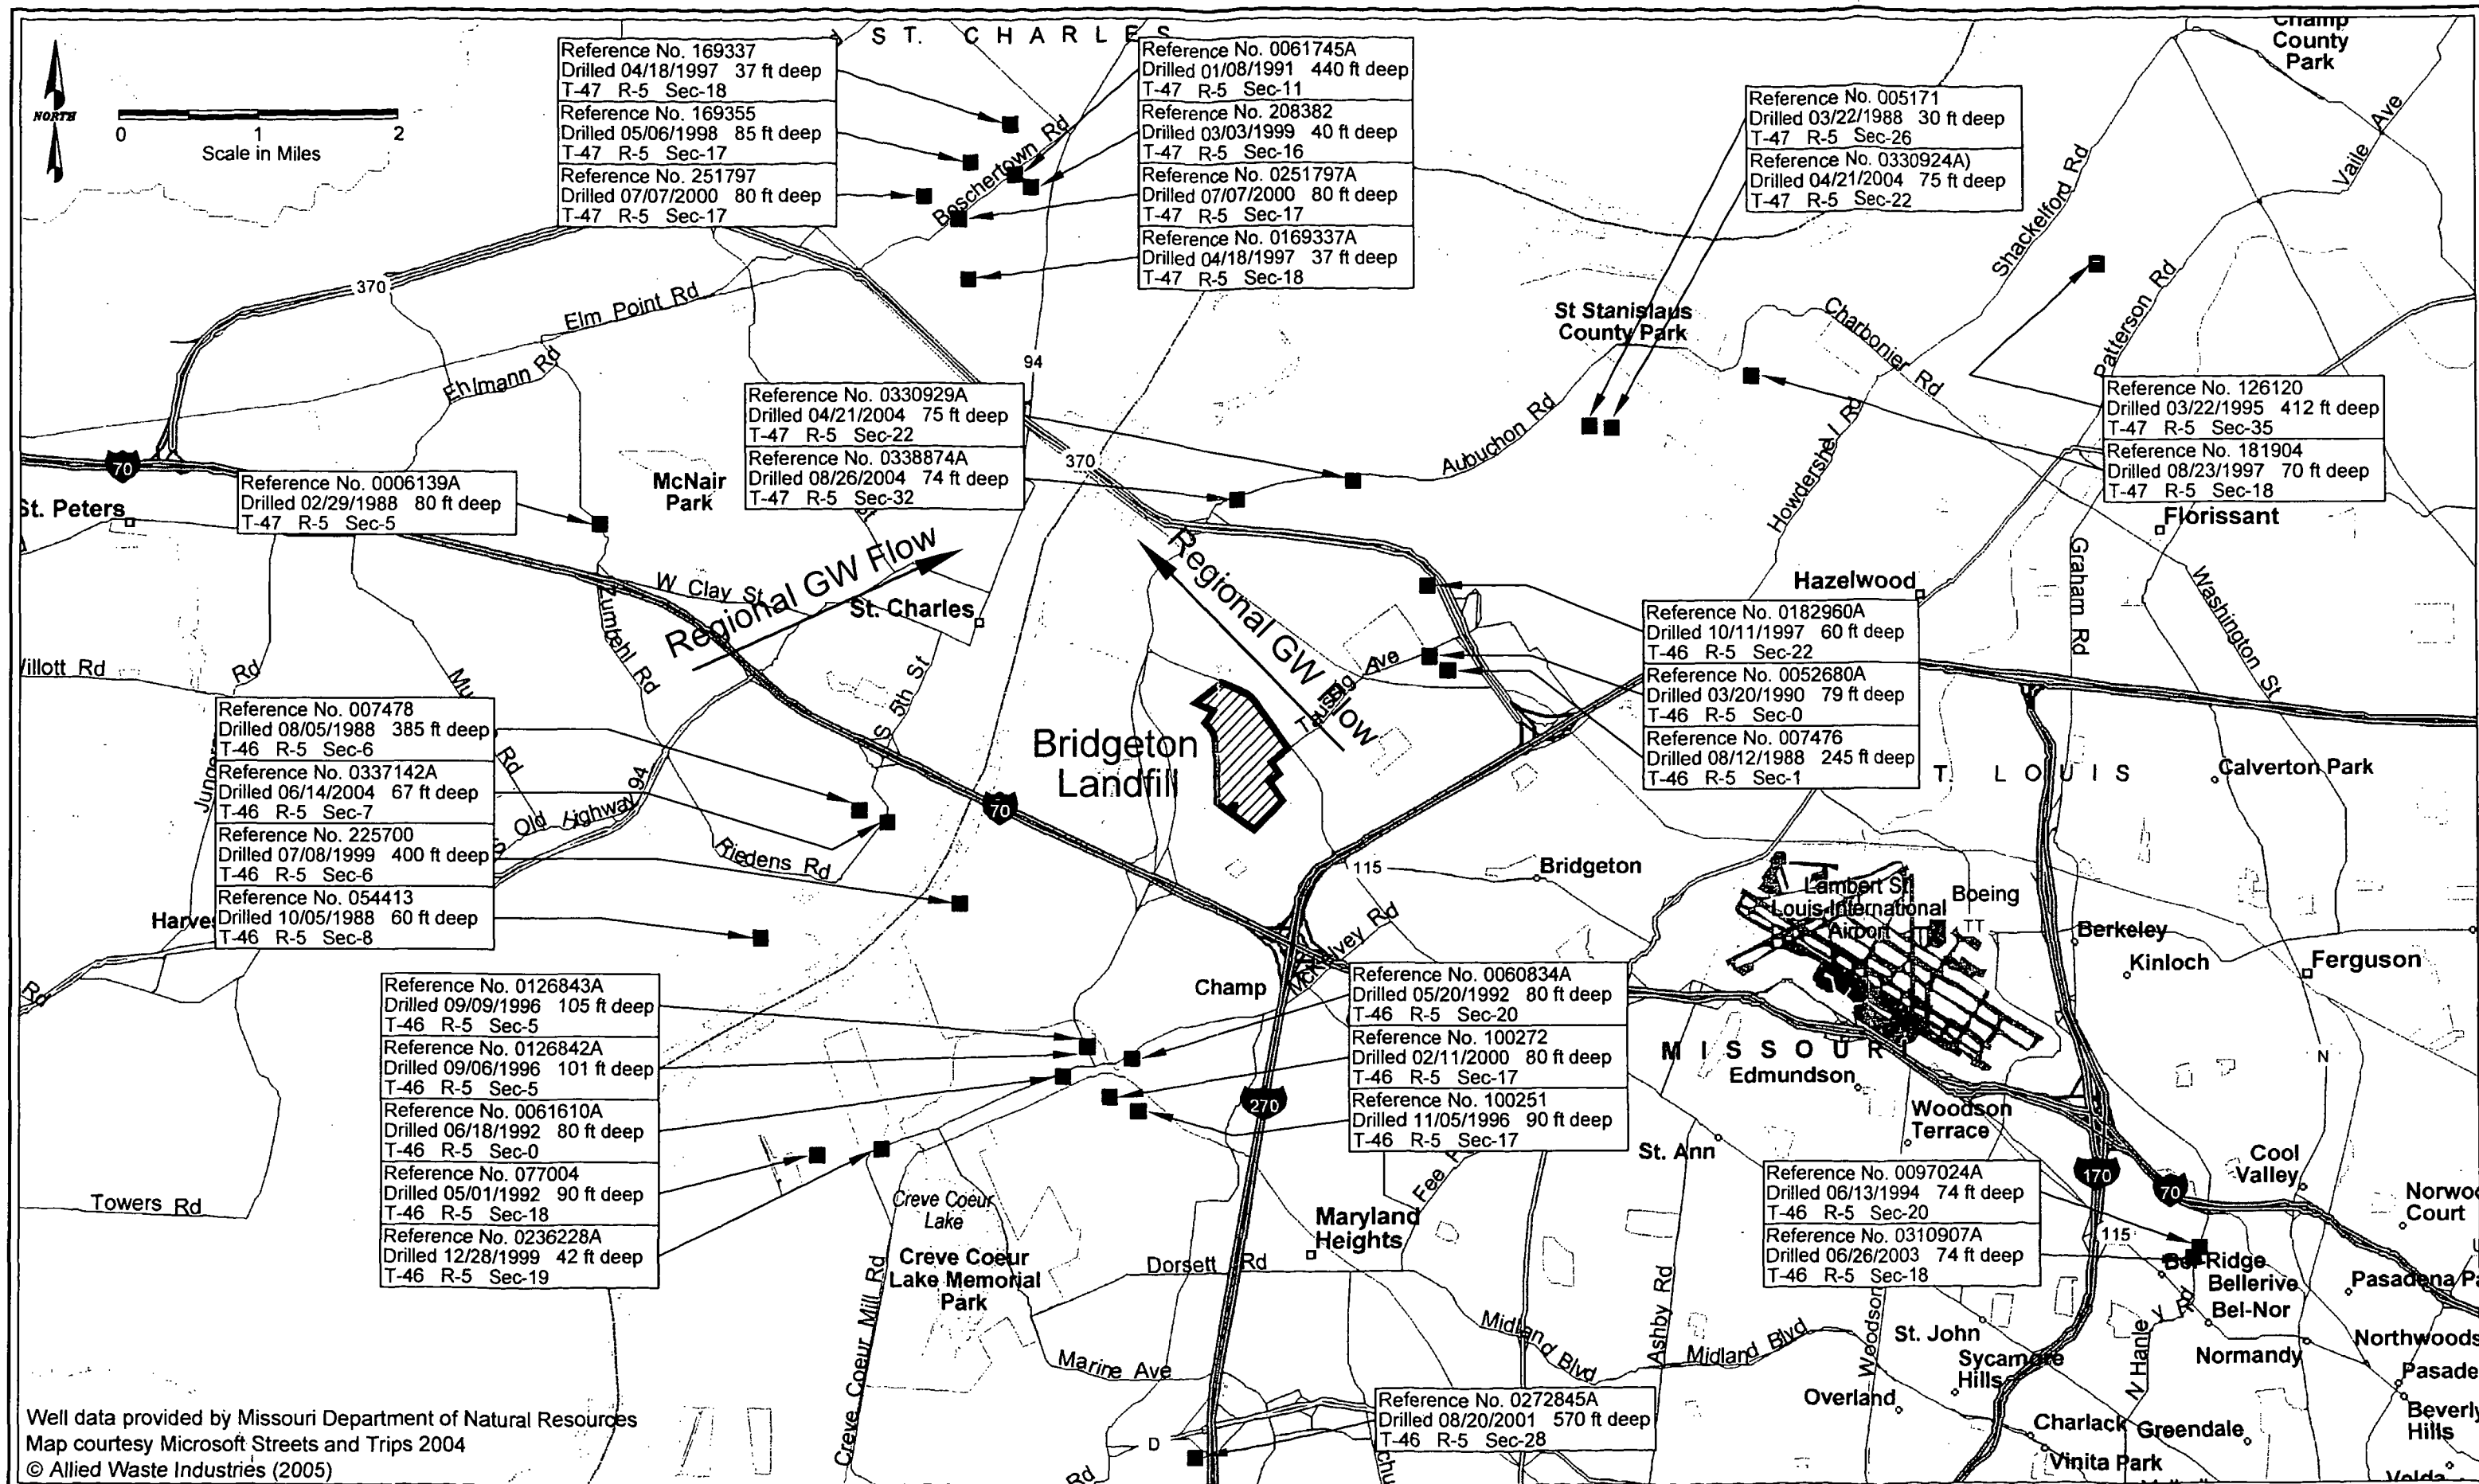 NORTH
0 1 2
Scale in Miles
ST. CHARLES
Champ
County
Park
Reference No. 169337
Drilled 04/18/1997 37 ft deep
T-47 R-5 Sec-18
Reference No. 169355
Drilled 05/06/1998 85 ft deep
T-47 R-5 Sec-17
Reference No. 251797
Drilled 07/07/2000 80 ft deep
T-47 R-5 Sec-17
Reference No. 0061745A
Drilled 01/08/1991 440 ft deep
T-47 R-5 Sec-11
Reference No. 208382
Drilled 03/03/1999 40 ft deep
T-47 R-5 Sec-16
Reference No. 0251797A
Drilled 07/07/2000 80 ft deep
T-47 R-5 Sec-17
Reference No. 0169337A
Drilled 04/18/1997 37 ft deep
T-47 R-5 Sec-18
Reference No. 005171
Drilled 03/22/1988 30 ft deep
T-47 R-5 Sec-26
Reference No. 0330924A)
Drilled 04/21/2004 75 ft deep
T-47 R-5 Sec-22
Boschertown Rd
Shackelford Rd
Vaile Ave
Patterson Rd
370
Elm Point Rd
Ehlmann Rd
94
St Stanislaus
County Park
Charbonier Rd
Howdershell Rd
Aubuchon Rd
Reference No. 126120
Drilled 03/22/1995 412 ft deep
T-47 R-5 Sec-35
Reference No. 181904
Drilled 08/23/1997 70 ft deep
T-47 R-5 Sec-18
Reference No. 0330929A
Drilled 04/21/2004 75 ft deep
T-47 R-5 Sec-22
Reference No. 0338874A
Drilled 08/26/2004 74 ft deep
T-47 R-5 Sec-32
370
70
St. Peters
McNair
Park
Reference No. 0006139A
Drilled 02/29/1988 80 ft deep
T-47 R-5 Sec-5
Florissant
Graham Rd
Washington St
Hazelwood
Regional GW Flow
Regional GW Flow
W Clay St
St. Charles
Zumbehl Rd
S 5th St
Taussig Ave
Reference No. 0182960A
Drilled 10/11/1997 60 ft deep
T-46 R-5 Sec-22
Reference No. 0052680A
Drilled 03/20/1990 79 ft deep
T-46 R-5 Sec-0
Reference No. 007476
Drilled 08/12/1988 245 ft deep
T-46 R-5 Sec-1
T. LOUIS
Calverton Park
illott Rd
Rd
Mu
Rd
Jung
Old Highway 94
Reference No. 007478
Drilled 08/05/1988 385 ft deep
T-46 R-5 Sec-6
Reference No. 0337142A
Drilled 06/14/2004 67 ft deep
T-46 R-5 Sec-7
Reference No. 225700
Drilled 07/08/1999 400 ft deep
T-46 R-5 Sec-6
Reference No. 054413
Drilled 10/05/1988 60 ft deep
T-46 R-5 Sec-8
Harve
Rd
Riedens Rd
70
Bridgeton
Landfill
115
Bridgeton
McKelvey Rd
Champ
Lambert St
Louis International
Airport
Boeing
TT
Berkeley
Kinloch
Ferguson
N
Reference No. 0126843A
Drilled 09/09/1996 105 ft deep
T-46 R-5 Sec-5
Reference No. 0126842A
Drilled 09/06/1996 101 ft deep
T-46 R-5 Sec-5
Reference No. 0061610A
Drilled 06/18/1992 80 ft deep
T-46 R-5 Sec-0
Reference No. 077004
Drilled 05/01/1992 90 ft deep
T-46 R-5 Sec-18
Reference No. 0236228A
Drilled 12/28/1999 42 ft deep
T-46 R-5 Sec-19
Reference No. 0060834A
Drilled 05/20/1992 80 ft deep
T-46 R-5 Sec-20
Reference No. 100272
Drilled 02/11/2000 80 ft deep
T-46 R-5 Sec-17
Reference No. 100251
Drilled 11/05/1996 90 ft deep
T-46 R-5 Sec-17
270
MISSOURI
Edmundson
Woodson
Terrace
St. Ann
Fee
Cool
Valley
170
70
115
Norwo
Court
Reference No. 0097024A
Drilled 06/13/1994 74 ft deep
T-46 R-5 Sec-20
Reference No. 0310907A
Drilled 06/26/2003 74 ft deep
T-46 R-5 Sec-18
Towers Rd
Creve Coeur
Lake
Creve Coeur
Lake Memorial
Park
Creve Coeur Mill Rd
Maryland
Heights
Dorsett Rd
Marine Ave
Midland Blvd
Midland Blvd
Ashby Rd
Woodson
Bel-Ridge
Bellerive
Bel-Nor
Pasadena Pa
St. John
Sycamore
Hills
N Hanley Rd
Normandy
Northwoods
Pasade
Beverly
Hills
Overland
Charlack
Greendale
Vinita Park
Velda
D
Rd
chu
Reference No. 0272845A
Drilled 08/20/2001 570 ft deep
T-46 R-5 Sec-28
Well data provided by Missouri Department of Natural Resources
Map courtesy Microsoft Streets and Trips 2004
© Allied Waste Industries (2005)